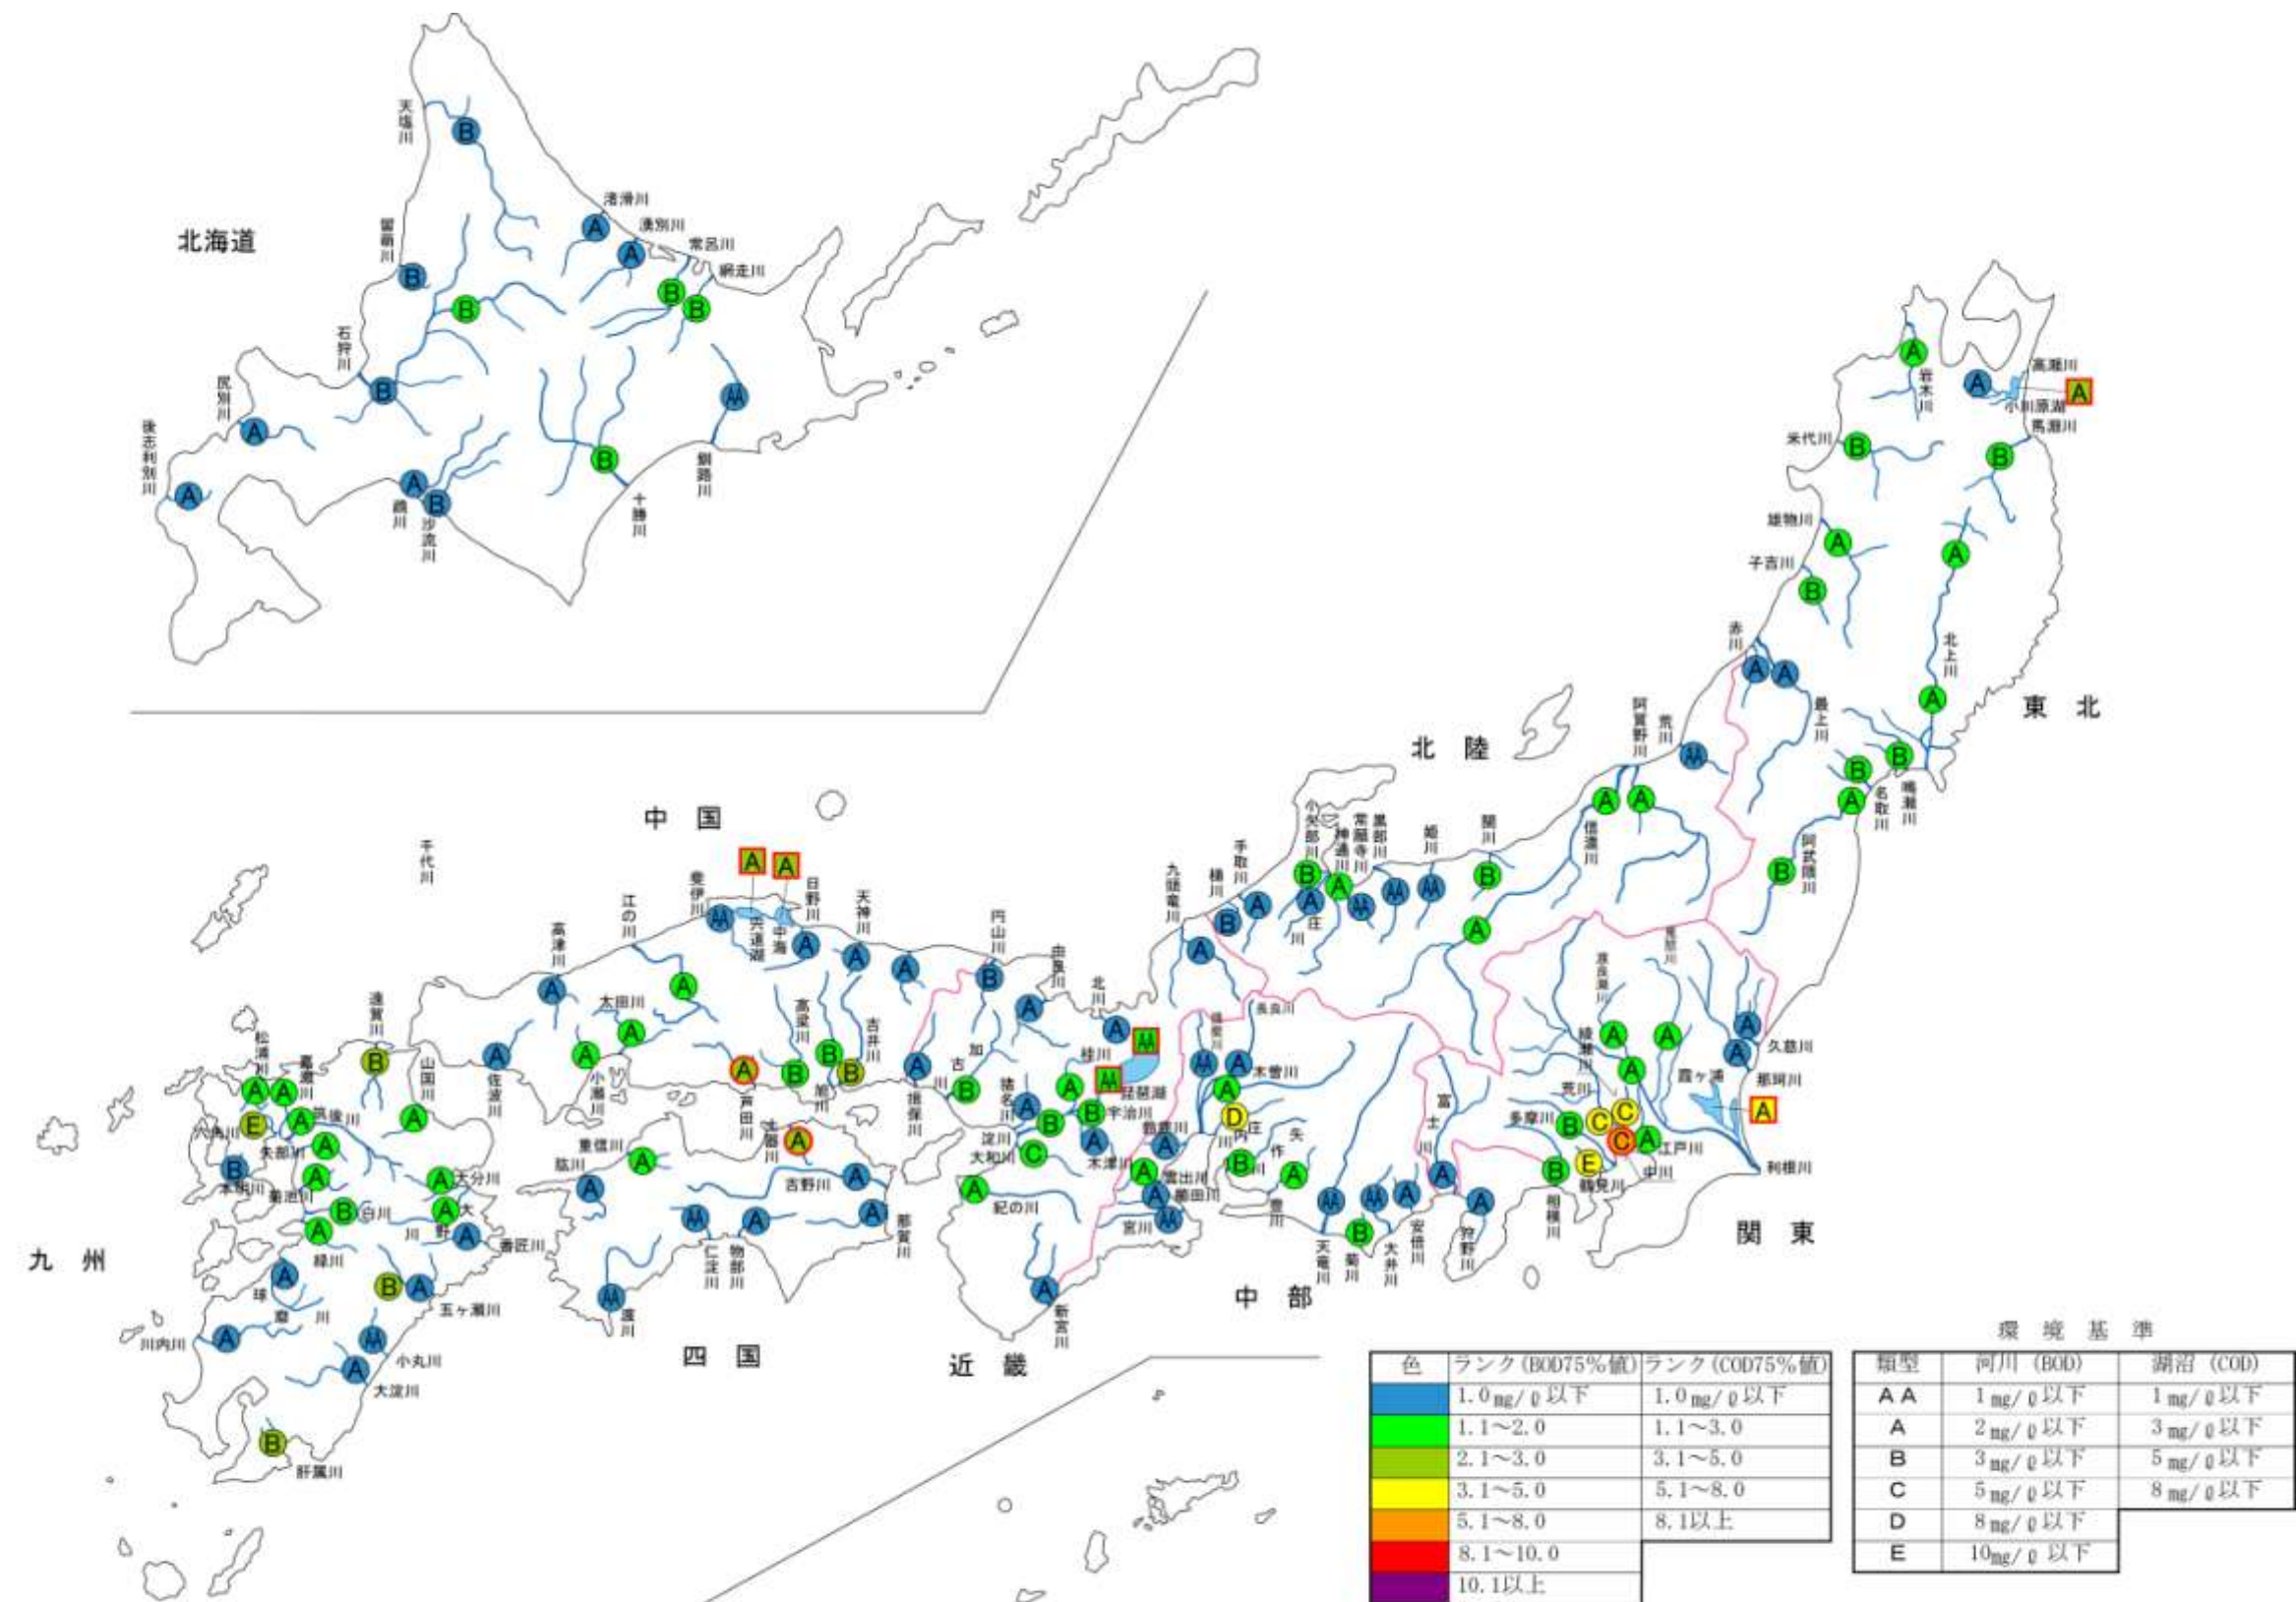 北海道
天塩川
B
渚滑川
A
湧別川
A
常呂川
網走川
留萌川
B
B
B
B
石狩川
B
AA
尻別川
A
B
釧路川
後志利別川
A
A
鵡川
B
沙流川
十勝川
東 北
A
岩木川
高瀬川
A
小川原湖
A
馬淵川
米代川
B
B
雄物川
A
子吉川
B
A
赤川
A
A
北上川
A
最上川
B
B
名取川
鳴瀬川
A
阿武隈川
B
北 陸
阿賀野川
荒川
AA
A
A
信濃川
関川
B
姫川
AA
黒部川
AA
常願寺川
AA
神通川
A
小矢部川
B
A
庄川
手取川
A
梯川
B
九頭竜川
A
A
関 東
鬼怒川
渡良瀬川
綾瀬川
A
A
A
A
久慈川
A
那珂川
荒川
霞ヶ浦
A
多摩川
B
C
C
C
A
江戸川
中川
利根川
E
鶴見川
B
相模川
中 部
長良川
揖斐川
AA
A
木曽川
A
D
庄内川
B
矢作川
A
豊川
富士川
A
狩野川
A
安倍川
A
大井川
AA
菊川
B
天竜川
AA
鈴鹿川
A
雲出川
A
櫛田川
A
宮川
AA
近 畿
円山川
B
由良川
A
北川
A
AA
AA
琵琶湖
桂川
A
宇治川
B
木津川
A
加古川
B
猪名川
A
淀川
B
大和川
C
揖保川
A
紀の川
A
新宮川
A
中 国
千代川
A
A
A
日野川
A
天神川
A
斐伊川
AA
宍道湖
中海
江の川
A
高津川
A
太田川
A
小瀬川
A
佐波川
A
芦田川
A
高梁川
B
旭川
B
吉井川
B
四 国
重信川
A
肱川
A
土器川
A
吉野川
A
那賀川
A
物部川
A
仁淀川
AA
渡川
AA
九 州
遠賀川
B
山国川
A
松浦川
A
嘉瀬川
A
筑後川
A
六角川
E
矢部川
A
本明川
B
菊池川
A
白川
B
緑川
A
大分川
A
大野川
A
番匠川
A
五ヶ瀬川
B
A
球磨川
A
川内川
A
小丸川
AA
大淀川
A
肝属川
B
色 ランク(BOD75%値) ランク(COD75%値)
1.0㎎/ℓ以下 1.0㎎/ℓ以下
1.1～2.0 1.1～3.0
2.1～3.0 3.1～5.0
3.1～5.0 5.1～8.0
5.1～8.0 8.1以上
8.1～10.0
10.1以上
環 境 基 準
類型 河川 (BOD) 湖沼 (COD)
AA 1㎎/ℓ以下 1㎎/ℓ以下
A 2㎎/ℓ以下 3㎎/ℓ以下
B 3㎎/ℓ以下 5㎎/ℓ以下
C 5㎎/ℓ以下 8㎎/ℓ以下
D 8㎎/ℓ以下
E 10㎎/ℓ以下